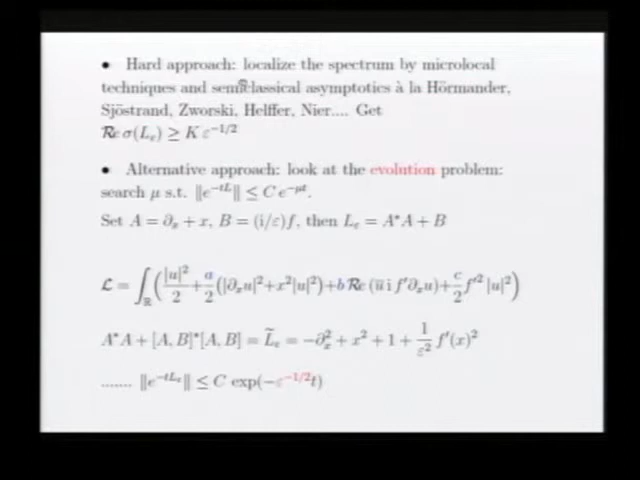 • Hard approach: localize the spectrum by microlocal
techniques and semiclassical asymptotics à la Hörmander,
Sjöstrand, Zworski, Helffer, Nier.... Get
ℛe σ(L_ε) ≥ K ε^{-1/2}
• Alternative approach: look at the evolution problem:
search μ s.t. ‖e^{-tL}‖ ≤ C e^{-μt}.
Set A = ∂_x + x, B = (i/ε)f, then L_ε = A*A + B
ℒ = ∫_ℝ (|u|²/2 + a/2 (|∂_x u|² + x²|u|²) + b ℛe (ū i f′∂_x u) + c/2 f′² |u|²)
A*A + [A, B]*[A, B] = L̃_ε = −∂_x² + x² + 1 + 1/ε² f′(x)²
....... ‖e^{-tL_ε}‖ ≤ C exp(−ε^{-1/2}t)